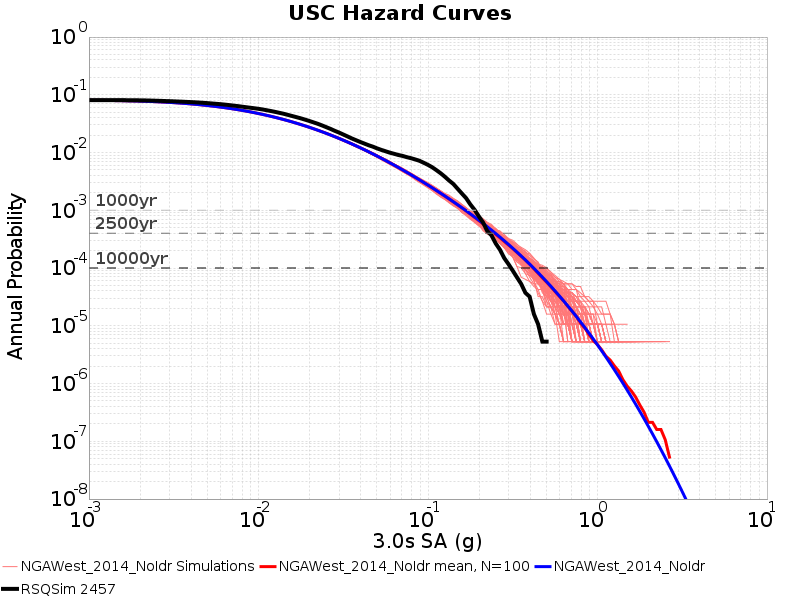 USC Hazard Curves
10^0
10^-1
10^-2
10^-3
10^-4
10^-5
10^-6
10^-7
10^-8
1000yr
2500yr
10000yr
Annual Probability
10^-3 10^-2 10^-1 10^0 10^1
3.0s SA (g)
NGAWest_2014_NoIdr Simulations NGAWest_2014_NoIdr mean, N=100 NGAWest_2014_NoIdr
RSQSim 2457